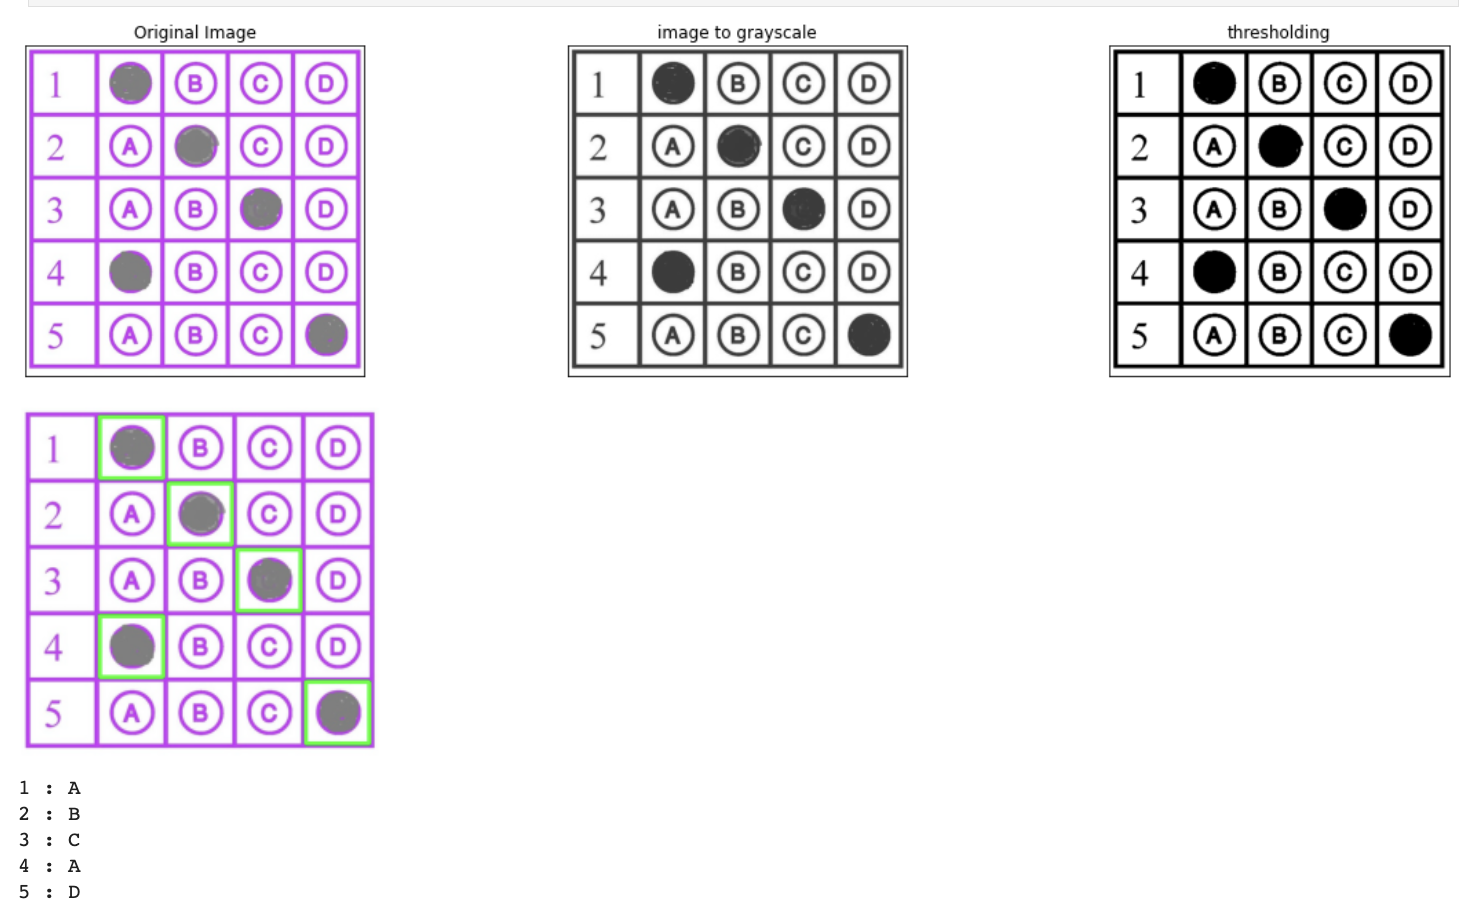 Original Image
1 B C D
2 A C D
3 A B D
4 B C D
5 A B C
image to grayscale
1 B C D
2 A C D
3 A B D
4 B C D
5 A B C
thresholding
1 B C D
2 A C D
3 A B D
4 B C D
5 A B C
1 B C D
2 A C D
3 A B D
4 B C D
5 A B C
1 : A
2 : B
3 : C
4 : A
5 : D